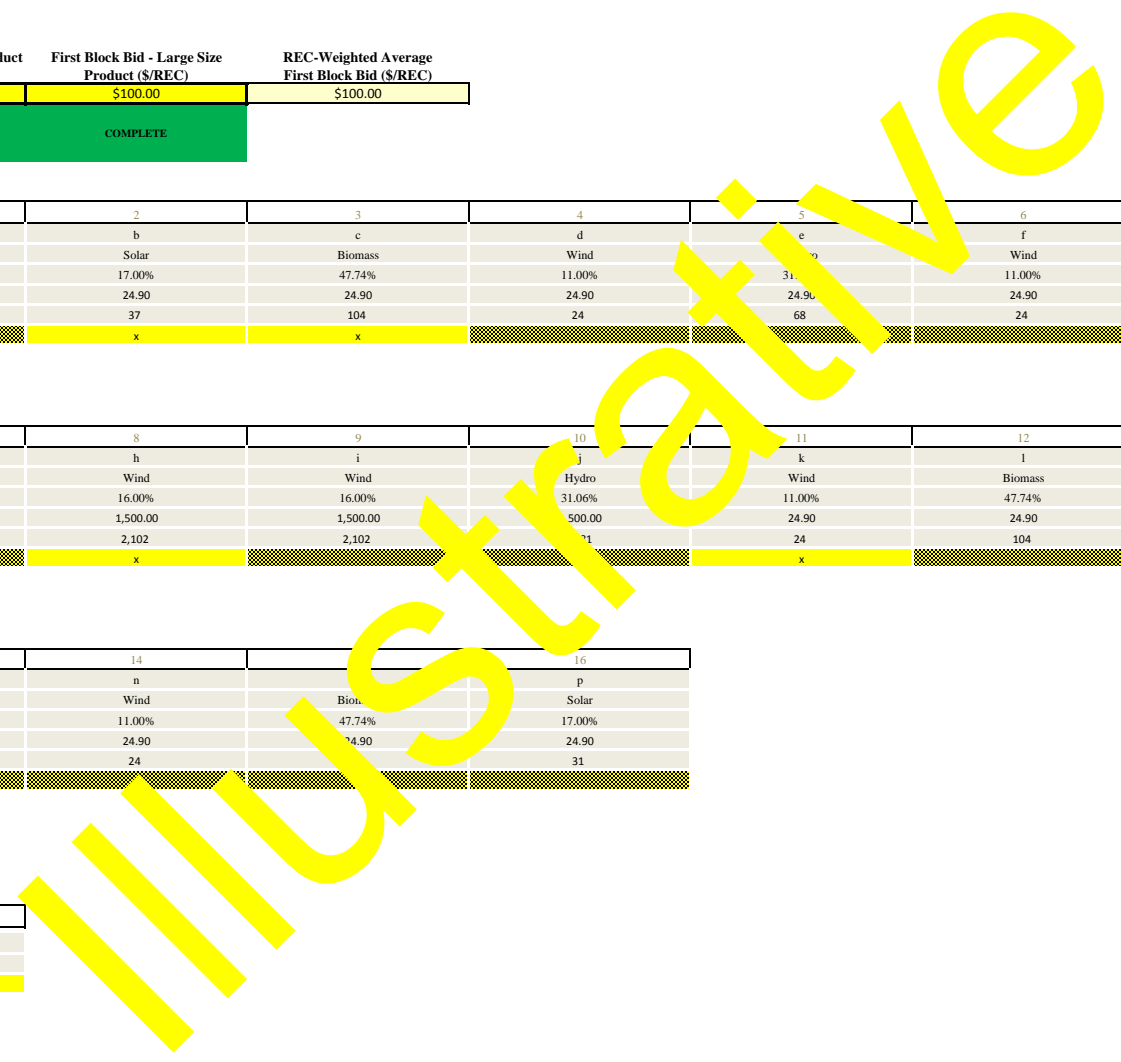 First Block Bid - Large Size REC-Weighted Average
Product ($/REC) First Block Bid ($/REC)
$100.00 $100.00
COMPLETE
2 3 4 5 6
b c d e f
Solar Biomass Wind Wind
17.00% 47.74% 11.00% 11.00%
24.90 24.90 24.90 24.90 24.90
37 104 24 68 24
x x
8 9 10 11 12
h i j k l
Wind Wind Hydro Wind Biomass
16.00% 16.00% 31.06% 11.00% 47.74%
1,500.00 1,500.00 24.90 24.90
2,102 2,102 24 104
x x
14 16
n p
Wind Solar
11.00% 47.74% 17.00%
24.90 24.90
24 31
Illustrative